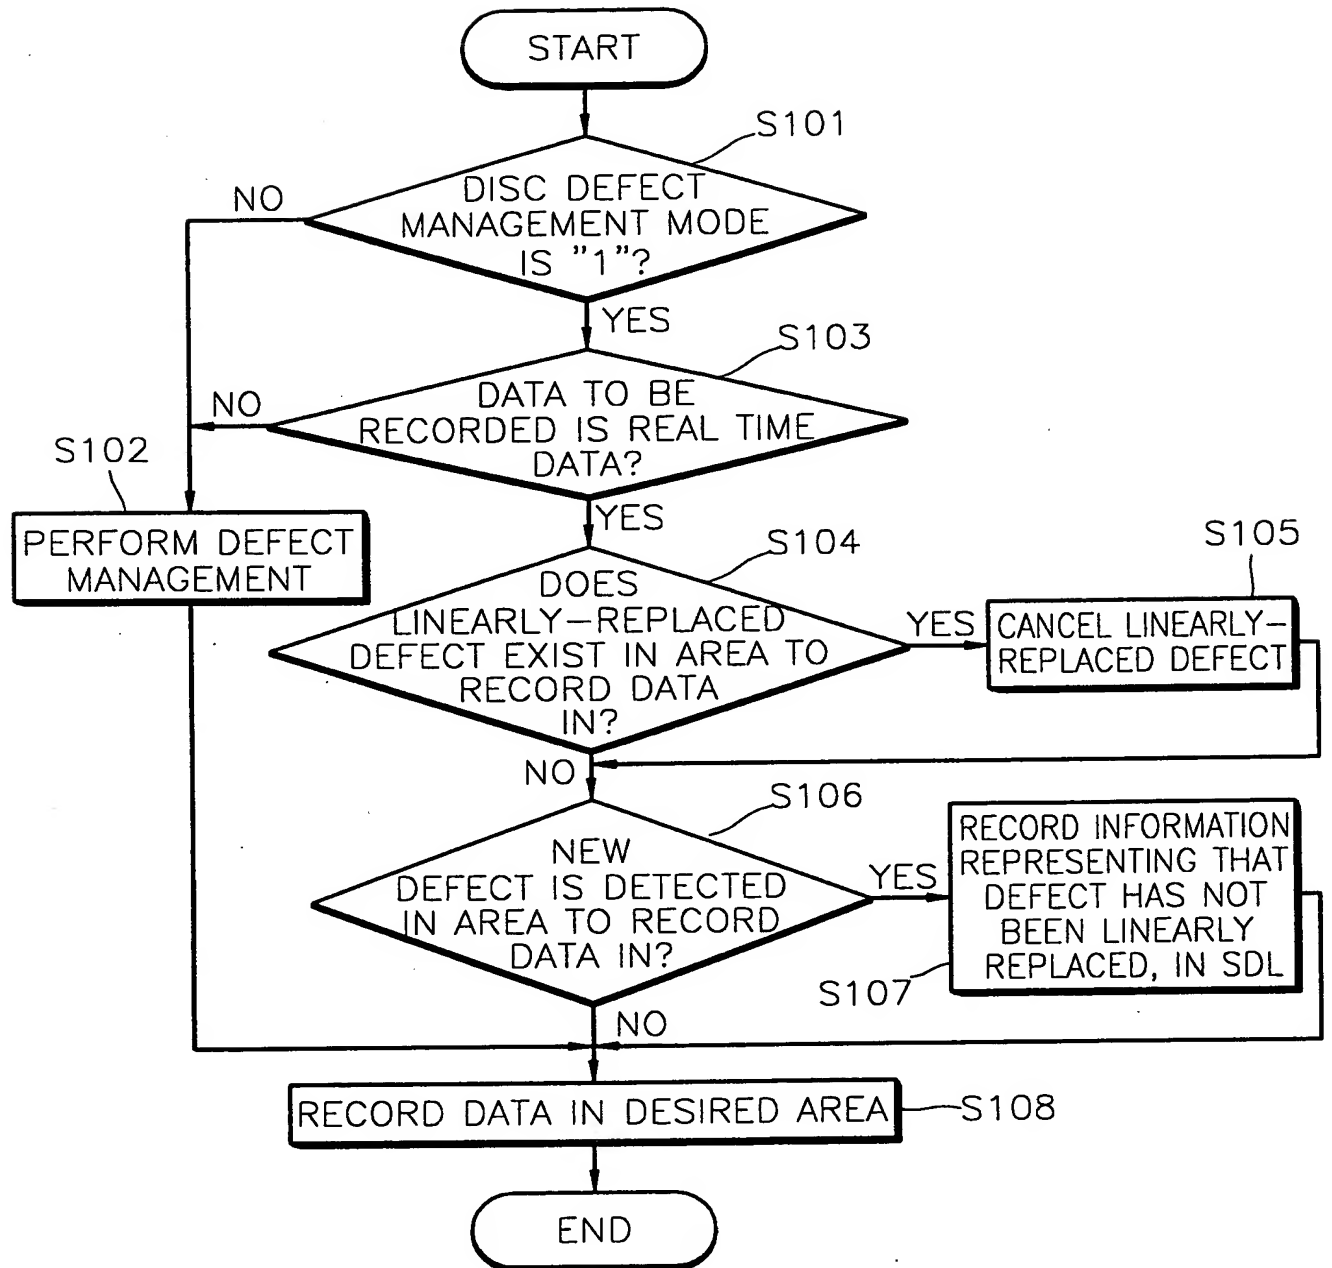 START
S101
DISC DEFECT
MANAGEMENT MODE
IS "1"?
NO
YES
S103
DATA TO BE
RECORDED IS REAL TIME
DATA?
NO
S102
PERFORM DEFECT
MANAGEMENT
YES
S104
DOES
LINEARLY-REPLACED
DEFECT EXIST IN AREA TO
RECORD DATA
IN?
YES
S105
CANCEL LINEARLY-
REPLACED DEFECT
NO
S106
NEW
DEFECT IS DETECTED
IN AREA TO RECORD
DATA IN?
YES
RECORD INFORMATION
REPRESENTING THAT
DEFECT HAS NOT
BEEN LINEARLY
REPLACED, IN SDL
S107
NO
RECORD DATA IN DESIRED AREA
S108
END